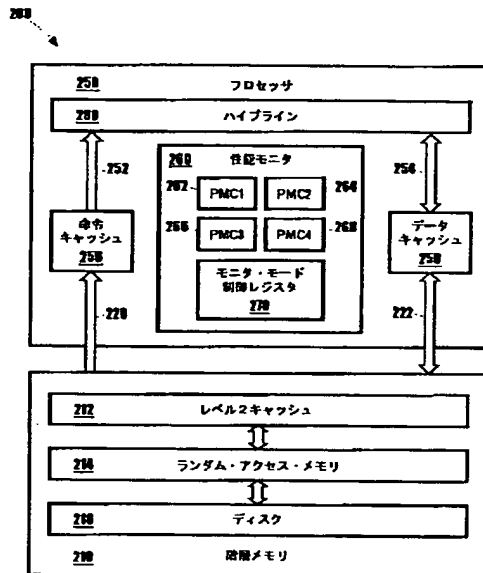 200
250 プロセッサ
280 パイプライン
252
254
260 性能モニタ
262 PMC1 PMC2 264
266 PMC3 PMC4 268
命令
キャッシュ
256
データ
キャッシュ
258
モニタ・モード
制御レジスタ
270
220
222
212 レベル2キャッシュ
214 ランダム・アクセス・メモリ
216 ディスク
210 階層メモリ